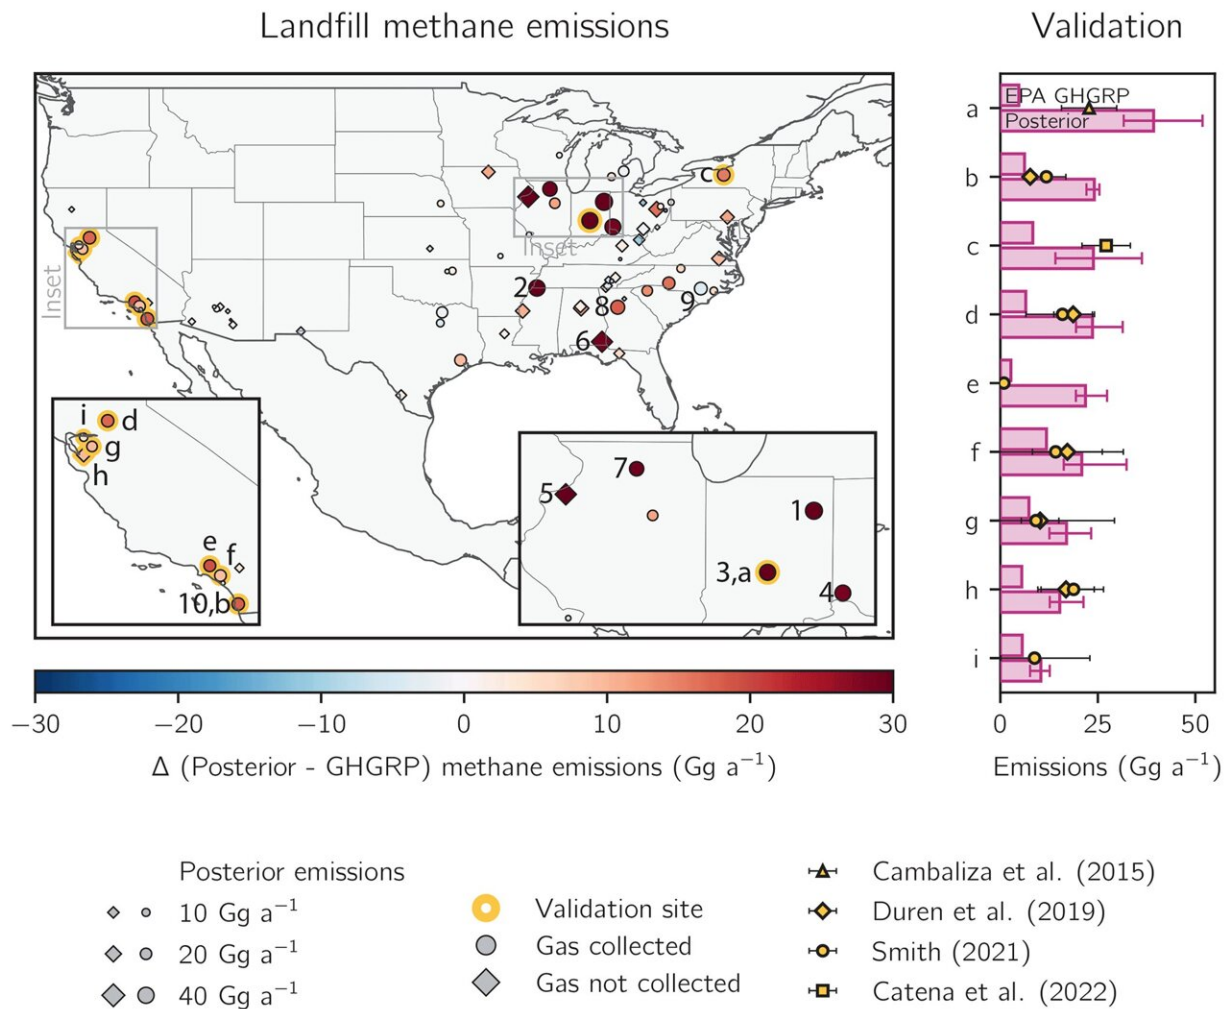 Landfill methane emissions
Validation
EPA GHGRP
Posterior
a
b
c
d
e
f
g
h
i
0 25 50
Emissions (Gg a⁻¹)
c
Inset
Inset
2
8
9
6
i
d
g
h
e
f
10,b
7
5
1
3,a
4
−30 −20 −10 0 10 20 30
Δ (Posterior - GHGRP) methane emissions (Gg a⁻¹)
Posterior emissions
10 Gg a⁻¹
20 Gg a⁻¹
40 Gg a⁻¹
Validation site
Gas collected
Gas not collected
Cambaliza et al. (2015)
Duren et al. (2019)
Smith (2021)
Catena et al. (2022)